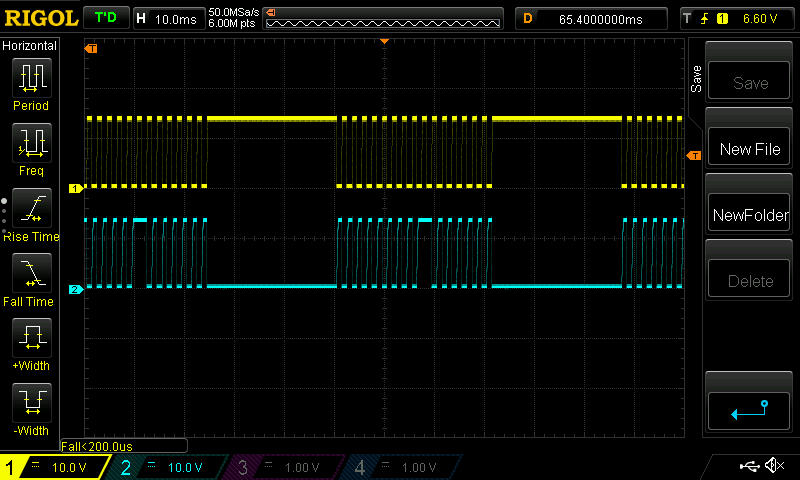 RIGOL T'D H 10.0ms 50.0MSa/s D 65.4000000ms T 1 6.60 V
6.00M pts
Horizontal
Period
Freq
Rise Time
Fall Time
+Width
-Width
T
T
1
2
Save
Save
New File
NewFolder
Delete
Fall<200.0us
1 = 10.0 V 2 = 10.0 V 3 = 1.00 V 4 = 1.00 V